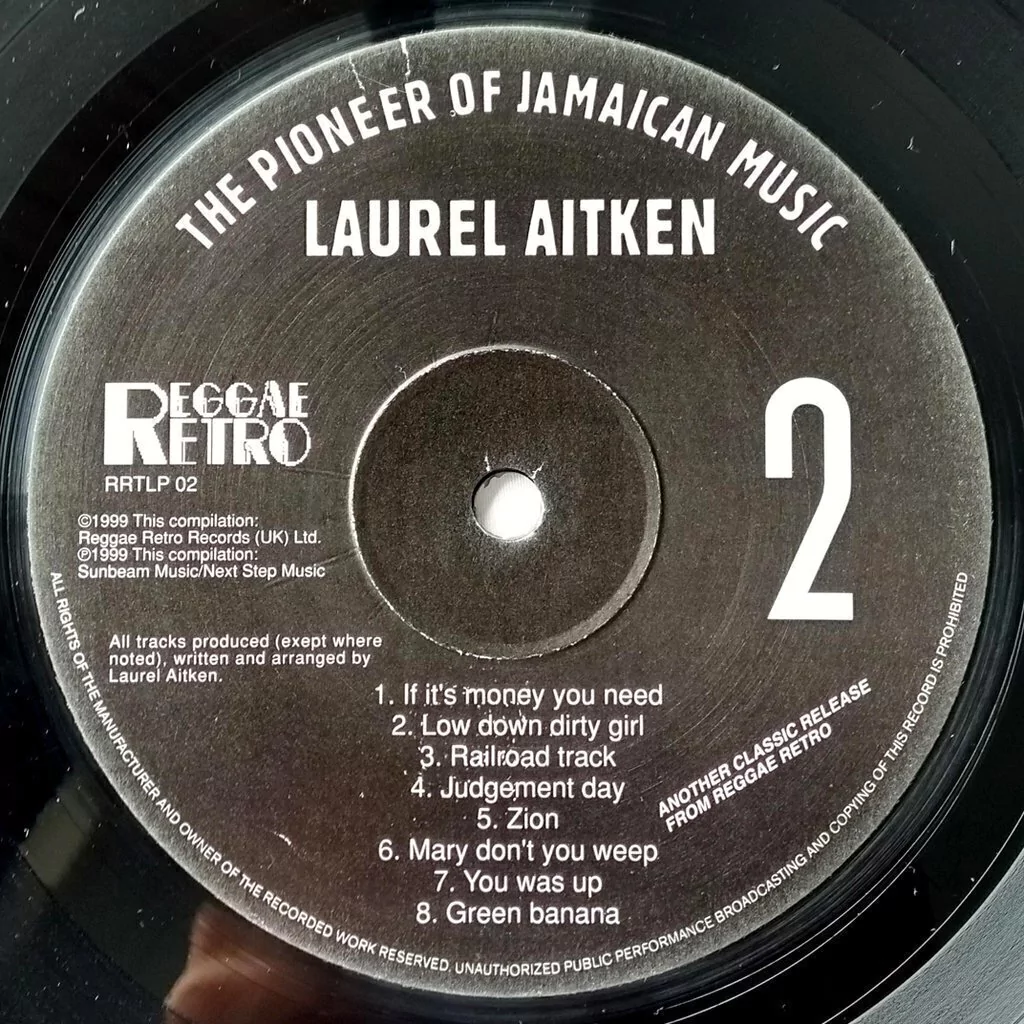 THE PIONEER OF JAMAICAN MUSIC
LAUREL AITKEN
REGGAE
RETRO
RRTLP 02
2
©1999 This compilation:
Reggae Retro Records (UK) Ltd.
℗1999 This compilation:
Sunbeam Music/Next Step Music
All tracks produced (exept where
noted), written and arranged by
Laurel Aitken.
1. If it's money you need
2. Low down dirty girl
3. Railroad track
4. Judgement day
5. Zion
6. Mary don't you weep
7. You was up
8. Green banana
ANOTHER CLASSIC RELEASE
FROM REGGAE RETRO
ALL RIGHTS OF THE MANUFACTURER AND OWNER OF THE RECORDED WORK RESERVED. UNAUTHORIZED PUBLIC PERFORMANCE BROADCASTING AND COPYING OF THIS RECORD IS PROHIBITED